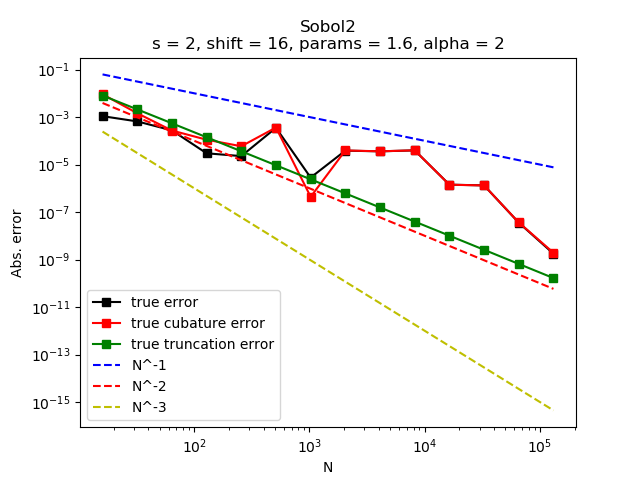 Sobol2
s = 2, shift = 16, params = 1.6, alpha = 2
Abs. error
10^-1
10^-3
10^-5
10^-7
10^-9
10^-11
10^-13
10^-15
true error
true cubature error
true truncation error
N^-1
N^-2
N^-3
10^2
10^3
10^4
10^5
N